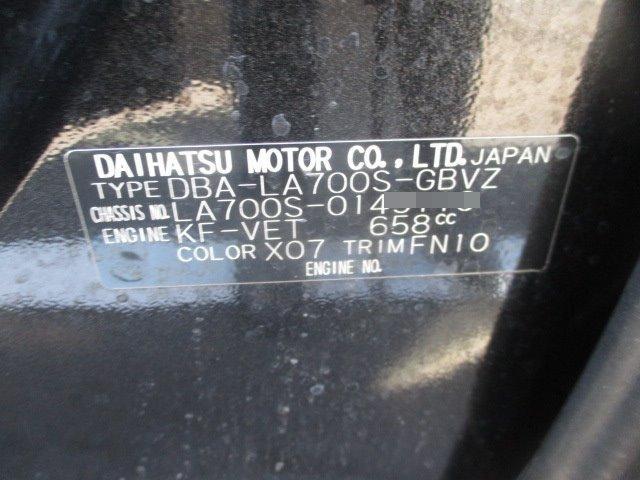 DAIHATSU MOTOR CO., LTD. JAPAN
TYPE DBA-LA700S-GBVZ
CHASSIS NO. LA700S-014
ENGINE KF-VET 658cc
COLOR X07 TRIM FN10
ENGINE NO.